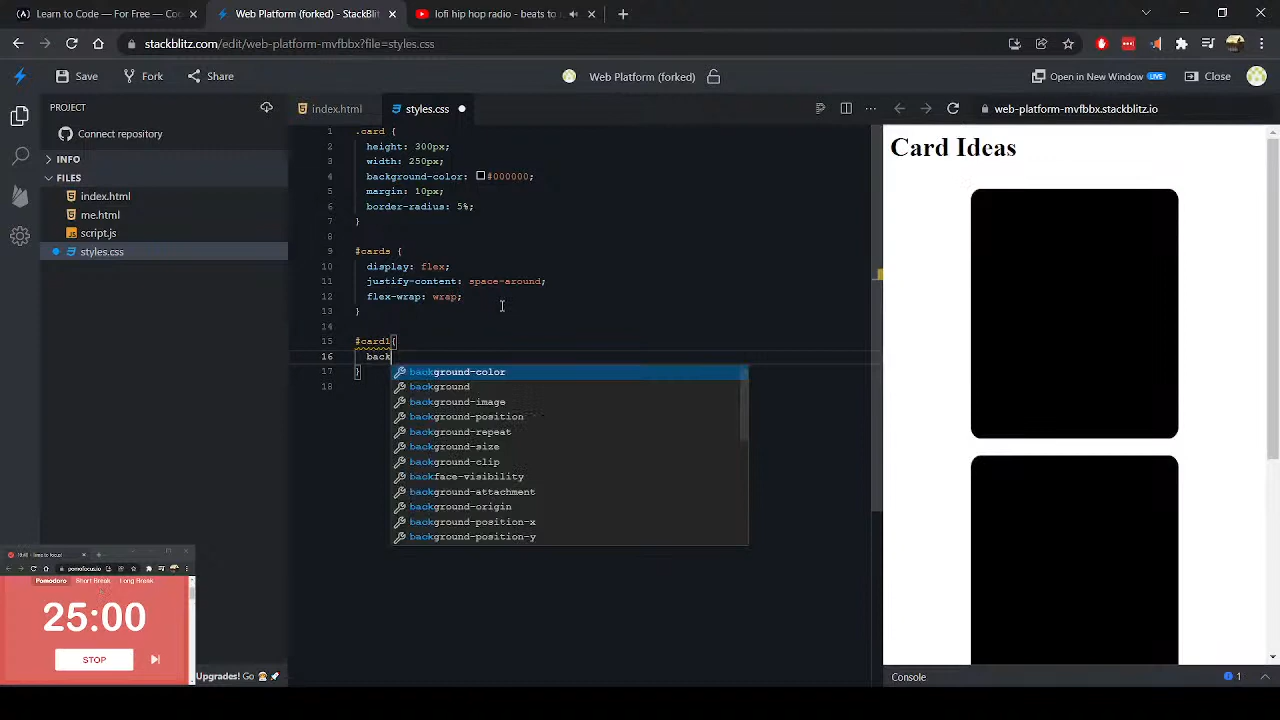 Learn to Code — For Free — Co
Web Platform (forked) - StackBlit
lofi hip hop radio - beats to
stackblitz.com/edit/web-platform-mvfbbx?file=styles.css
Save
Fork
Share
Web Platform (forked)
Open in New Window LIVE
Close
PROJECT
Connect repository
INFO
FILES
index.html
me.html
script.js
styles.css
index.html
styles.css
web-platform-mvfbbx.stackblitz.io
1 .card {
2 height: 300px;
3 width: 250px;
4 background-color: #000000;
5 margin: 10px;
6 border-radius: 5%;
7 }
8
9 #cards {
10 display: flex;
11 justify-content: space-around;
12 flex-wrap: wrap;
13 }
14
15 #card1{
16 back
17 }
18
background-color
background
background-image
background-position
background-repeat
background-size
background-clip
backface-visibility
background-attachment
background-origin
background-position-x
background-position-y
Card Ideas
Console
1
pomofocus.io
Pomodoro
Short Break
Long Break
25:00
STOP
Upgrades! Go